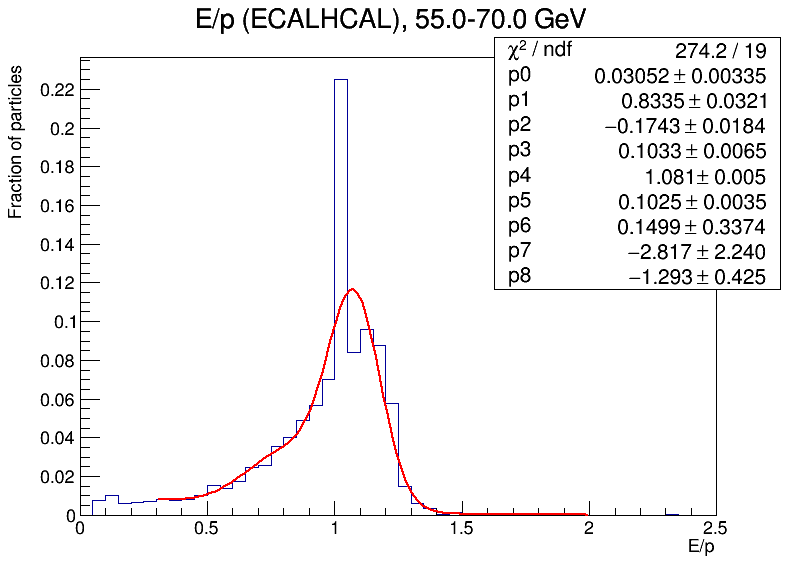 E/p (ECALHCAL), 55.0-70.0 GeV
χ² / ndf 274.2 / 19
p0 0.03052 ± 0.00335
p1 0.8335 ± 0.0321
p2 −0.1743 ± 0.0184
p3 0.1033 ± 0.0065
p4 1.081 ± 0.005
p5 0.1025 ± 0.0035
p6 0.1499 ± 0.3374
p7 −2.817 ± 2.240
p8 −1.293 ± 0.425
Fraction of particles
0.22
0.2
0.18
0.16
0.14
0.12
0.1
0.08
0.06
0.04
0.02
0
0 0.5 1 1.5 2 2.5
E/p